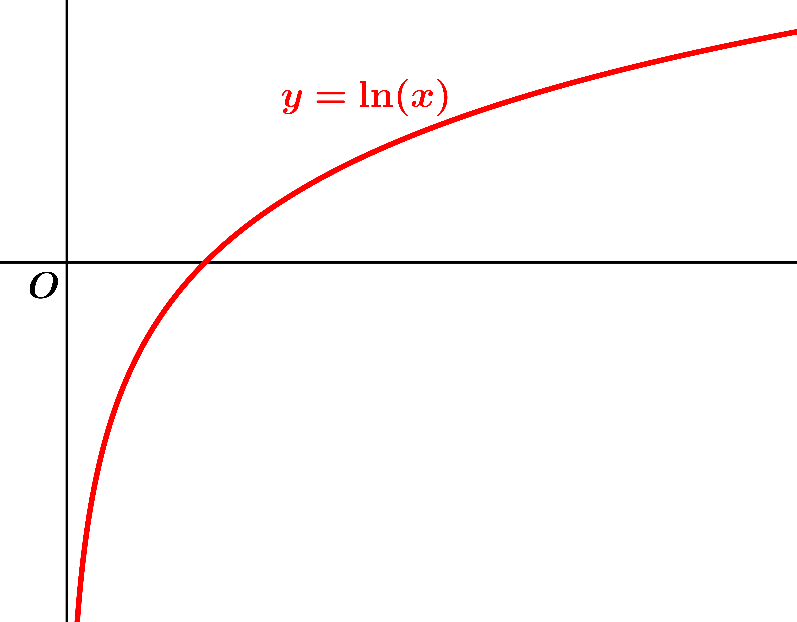 y = ln(x)
O